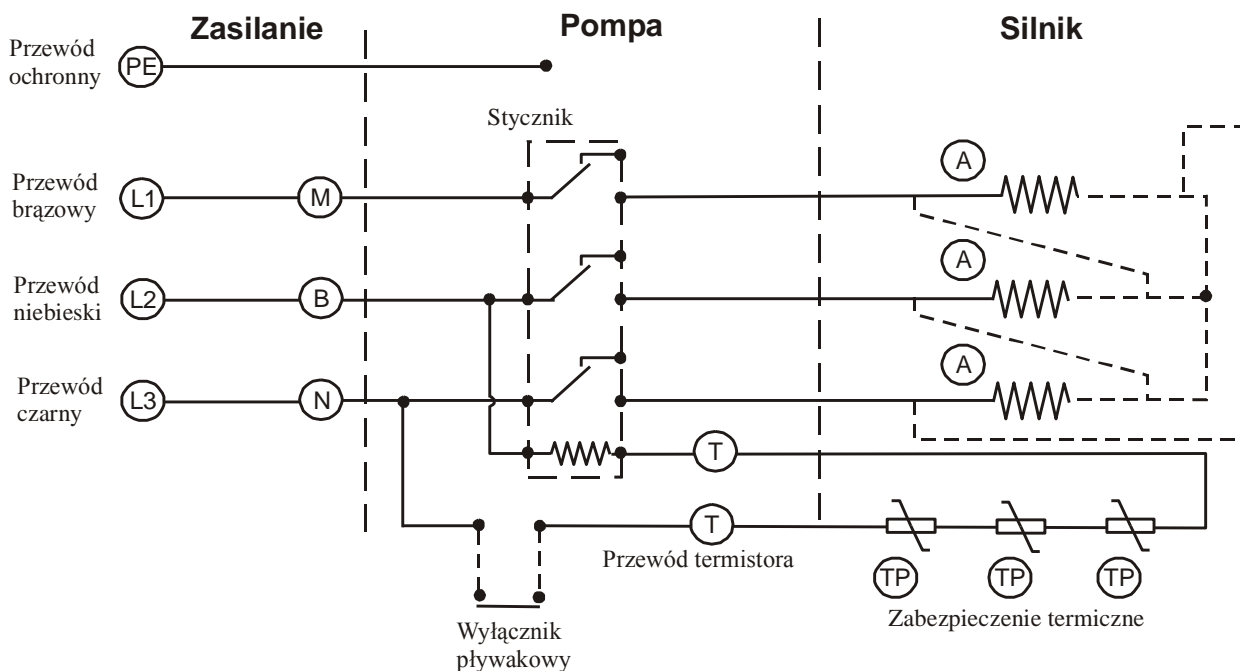 Zasilanie
Pompa
Silnik
Przewód
ochronny
PE
Stycznik
Przewód
brązowy
L1
M
A
Przewód
niebieski
L2
B
A
Przewód
czarny
L3
N
A
T
T
Przewód termistora
TP
TP
TP
Zabezpieczenie termiczne
Wyłącznik
pływakowy